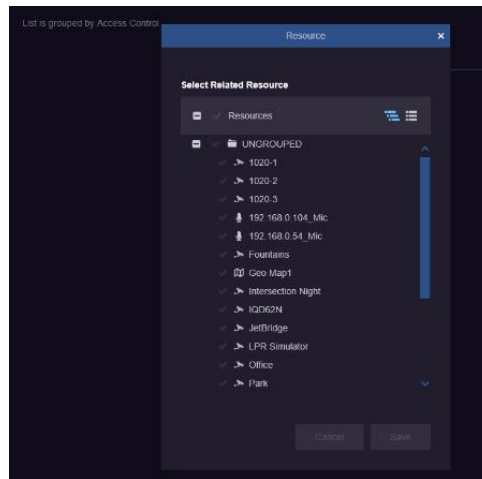 List is grouped by Access Control
Resource
Select Related Resource
Resources
UNGROUPED
1020-1
1020-2
1020-3
192.168.0.104_Mic
192.168.0.54_Mic
Fountains
Geo Map1
Intersection Night
IQD62N
JetBridge
LPR Simulator
Office
Park
Cancel Save